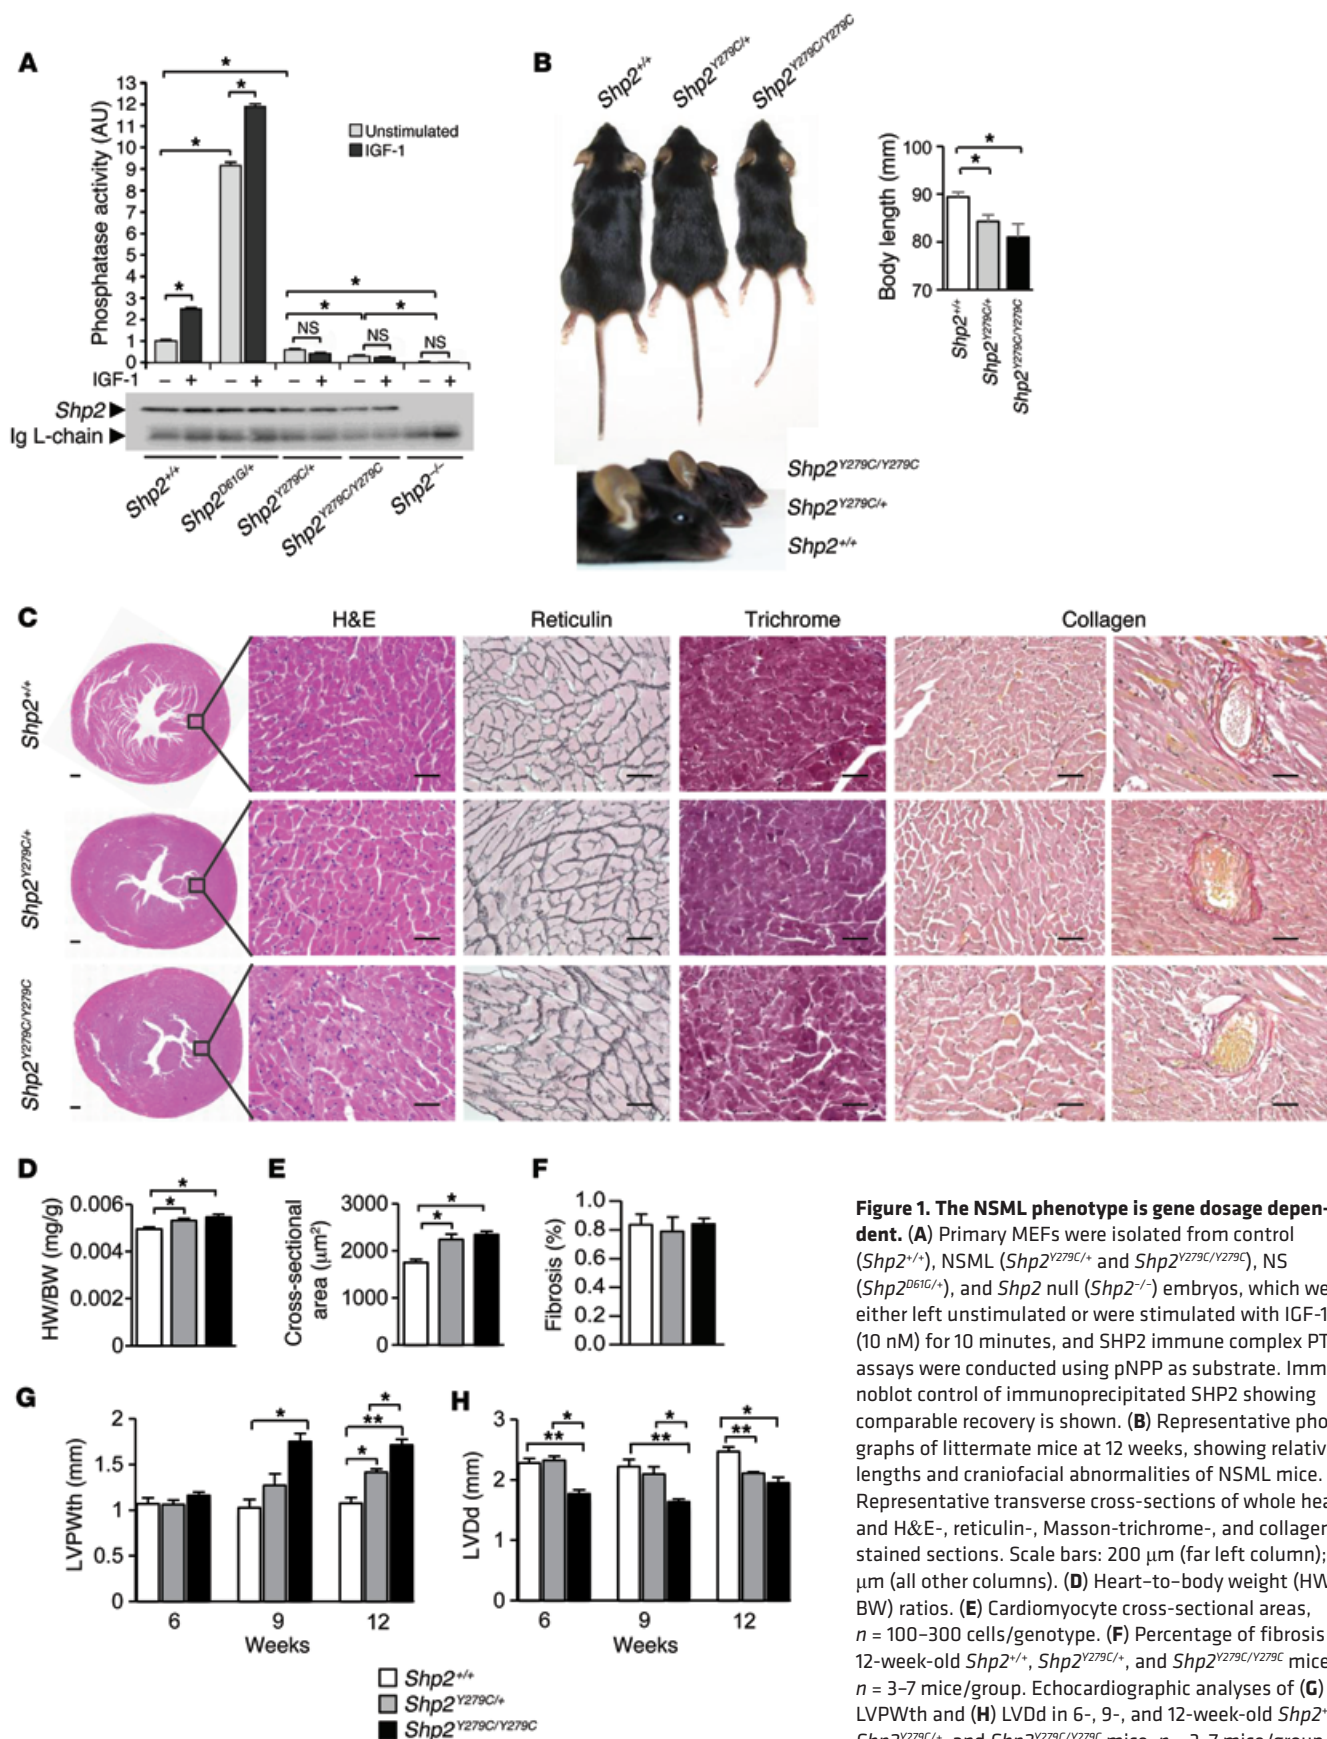 A
Phosphatase activity (AU)
13
12
11
10
9
8
7
6
5
4
3
2
1
0
*
*
*
*
*
*
*
NS
NS
NS
Unstimulated
IGF-1
IGF-1 – + – + – + – + – +
Shp2
Ig L-chain
Shp2+/+
Shp2D61G/+
Shp2Y279C/+
Shp2Y279C/Y279C
Shp2–/–
B
Shp2+/+
Shp2Y279C/+
Shp2Y279C/Y279C
Shp2Y279C/Y279C
Shp2Y279C/+
Shp2+/+
Body length (mm)
100
90
80
70
*
*
Shp2+/+
Shp2Y279C/+
Shp2Y279C/Y279C
C
H&E Reticulin Trichrome Collagen
Shp2+/+
Shp2Y279C/+
Shp2Y279C/Y279C
D
HW/BW (mg/g)
0.006
0.004
0.002
0
*
*
E
Cross-sectional
area (μm2)
3000
2000
1000
0
*
*
F
Fibrosis (%)
1.0
0.8
0.6
0.4
0.2
0.0
G
LVPWth (mm)
2
1.5
1
0.5
0
*
*
**
*
6 9 12
Weeks
H
LVDd (mm)
3
2
1
0
*
**
*
**
*
**
6 9 12
Weeks
Shp2+/+
Shp2Y279C/+
Shp2Y279C/Y279C
Figure 1. The NSML phenotype is gene dosage depen-
dent. (A) Primary MEFs were isolated from control
(Shp2+/+), NSML (Shp2Y279C/+ and Shp2Y279C/Y279C), NS
(Shp2D61G/+), and Shp2 null (Shp2–/–) embryos, which we
either left unstimulated or were stimulated with IGF-1
(10 nM) for 10 minutes, and SHP2 immune complex PT
assays were conducted using pNPP as substrate. Imm
noblot control of immunoprecipitated SHP2 showing
comparable recovery is shown. (B) Representative pho
graphs of littermate mice at 12 weeks, showing relativ
lengths and craniofacial abnormalities of NSML mice.
Representative transverse cross-sections of whole hea
and H&E-, reticulin-, Masson-trichrome-, and collagen
stained sections. Scale bars: 200 μm (far left column);
μm (all other columns). (D) Heart-to-body weight (HW
BW) ratios. (E) Cardiomyocyte cross-sectional areas,
n = 100–300 cells/genotype. (F) Percentage of fibrosis
12-week-old Shp2+/+, Shp2Y279C/+, and Shp2Y279C/Y279C mice
n = 3–7 mice/group. Echocardiographic analyses of (G)
LVPWth and (H) LVDd in 6-, 9-, and 12-week-old Shp2+